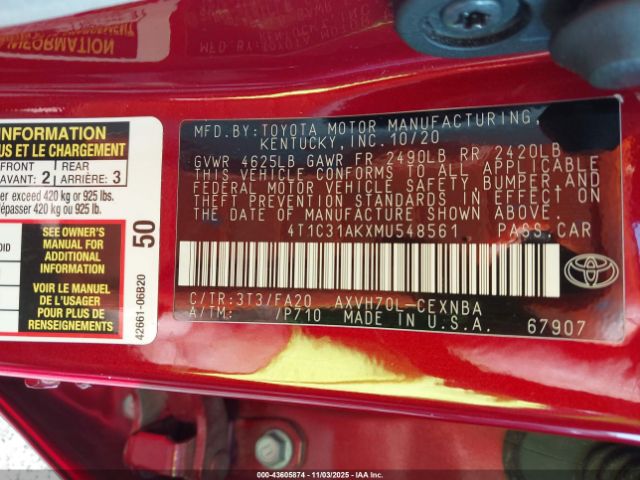 INFORMATION
INFORMATION
US ET LE CHARGEMENT
FRONT
AVANT: 2
REAR
ARRIÈRE: 3
er exceed 420 kg or 925 lbs.
dépasser 420 kg ou 925 lb.
SEE OWNER'S
MANUAL FOR
ADDITIONAL
INFORMATION
VOIR LE MANUEL
DE L'USAGER
POUR PLUS DE
RENSEIGNEMENTS
50
42661-06B20
MFD.BY:TOYOTA MOTOR MANUFACTURING,
KENTUCKY, INC. 10/20
GVWR 4625LB GAWR FR 2490LB RR 2420LB
THIS VEHICLE CONFORMS TO ALL APPLICABLE
FEDERAL MOTOR VEHICLE SAFETY, BUMPER, AND
THEFT PREVENTION STANDARDS IN EFFECT ON
THE DATE OF MANUFACTURE SHOWN ABOVE.
4T1C31AKXMU548561 PASS.CAR
C/TR:3T3/FA20 AXVH70L-CEXNBA
A/TM: /P710 MADE IN U.S.A.
67907
TOYOTA
000-43605874 - 11/03/2025 - IAA Inc.